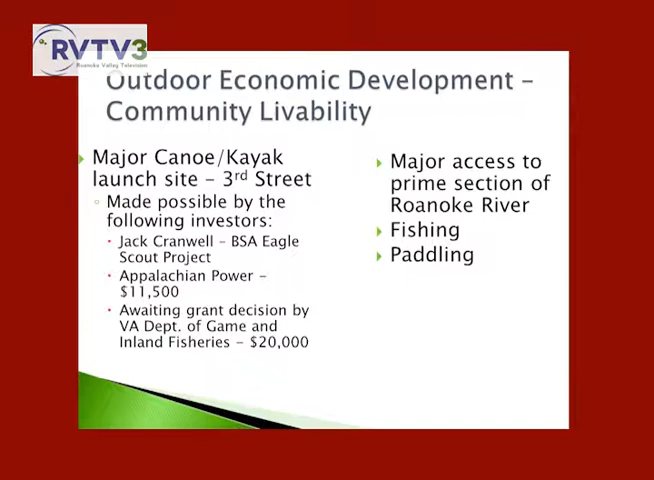 RVTV3
Roanoke Valley Television
Outdoor Economic Development –
Community Livability
Major Canoe/Kayak
launch site – 3rd Street
Made possible by the
following investors:
Jack Cranwell – BSA Eagle
Scout Project
Appalachian Power –
$11,500
Awaiting grant decision by
VA Dept. of Game and
Inland Fisheries – $20,000
Major access to
prime section of
Roanoke River
Fishing
Paddling